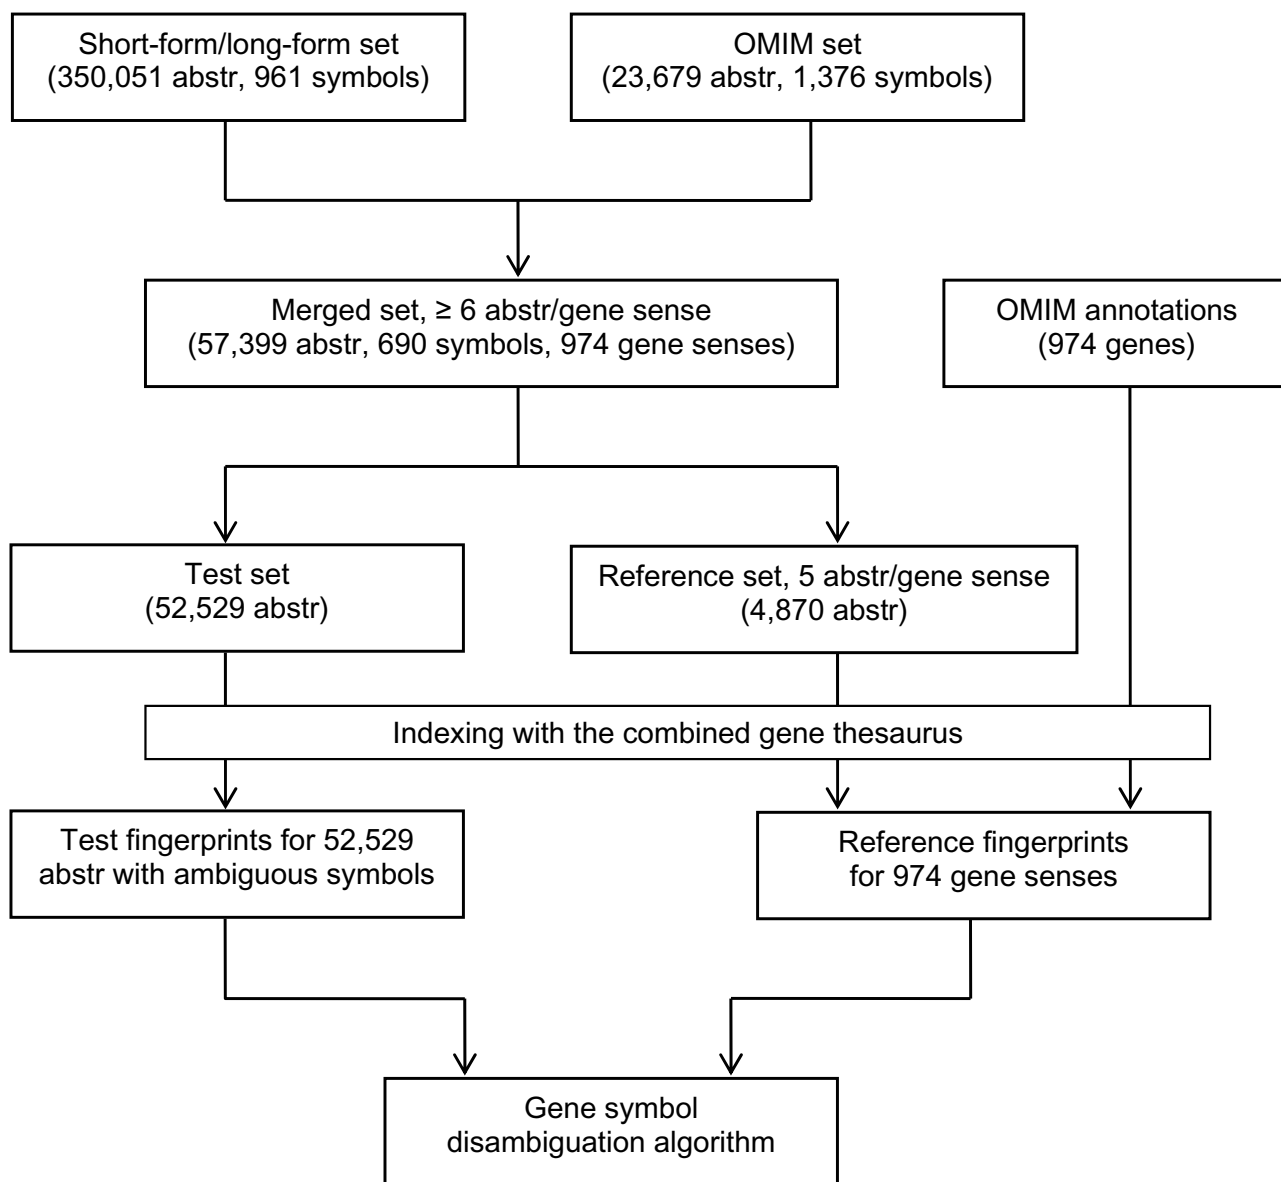 Short-form/long-form set
(350,051 abstr, 961 symbols)
OMIM set
(23,679 abstr, 1,376 symbols)
Merged set, ≥ 6 abstr/gene sense
(57,399 abstr, 690 symbols, 974 gene senses)
OMIM annotations
(974 genes)
Test set
(52,529 abstr)
Reference set, 5 abstr/gene sense
(4,870 abstr)
Indexing with the combined gene thesaurus
Test fingerprints for 52,529
abstr with ambiguous symbols
Reference fingerprints
for 974 gene senses
Gene symbol
disambiguation algorithm